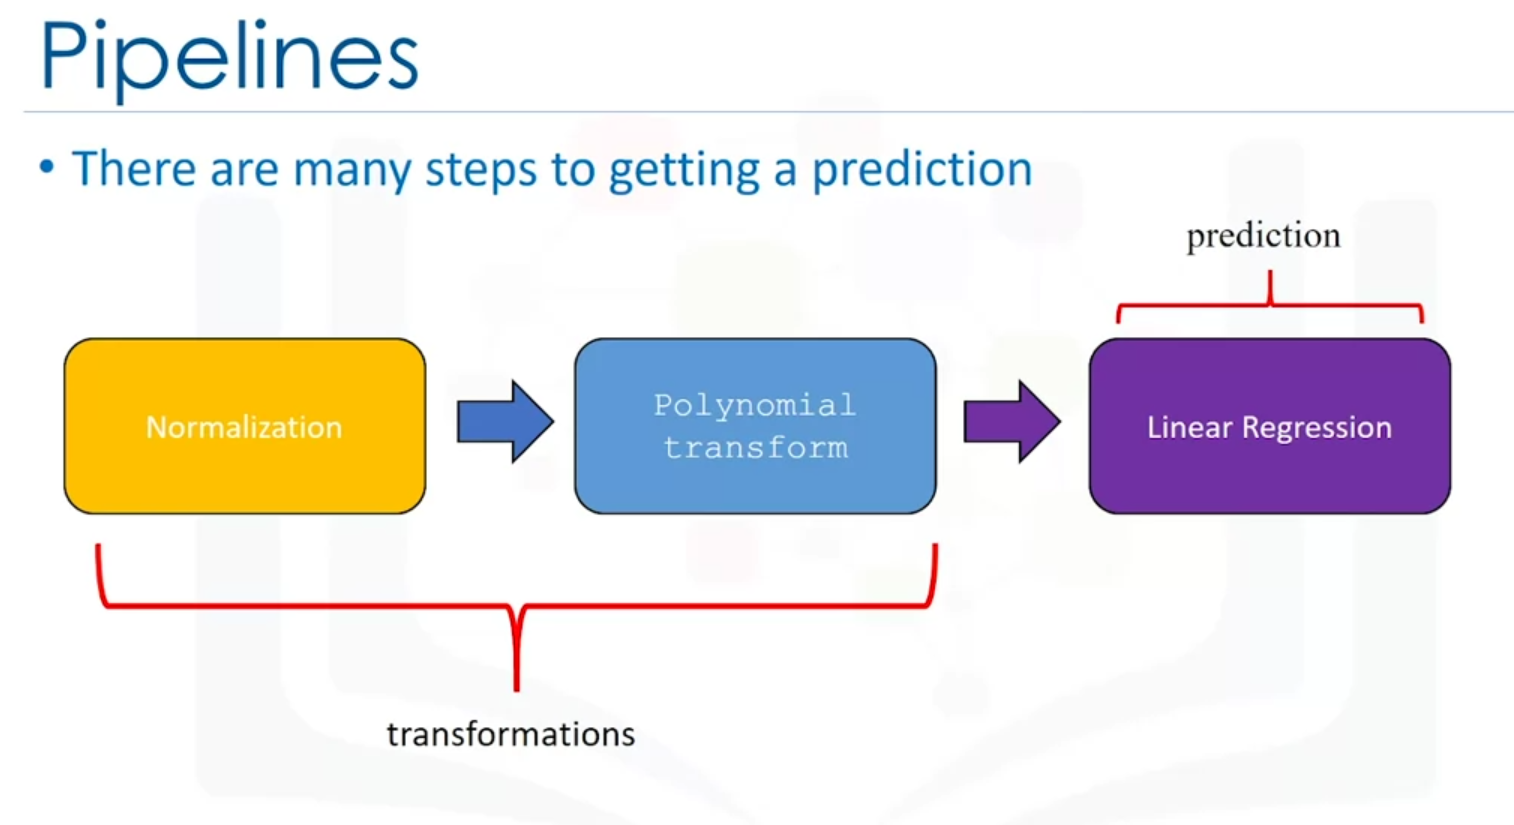 Pipelines
• There are many steps to getting a prediction
prediction
Normalization
Polynomial
transform
Linear Regression
transformations